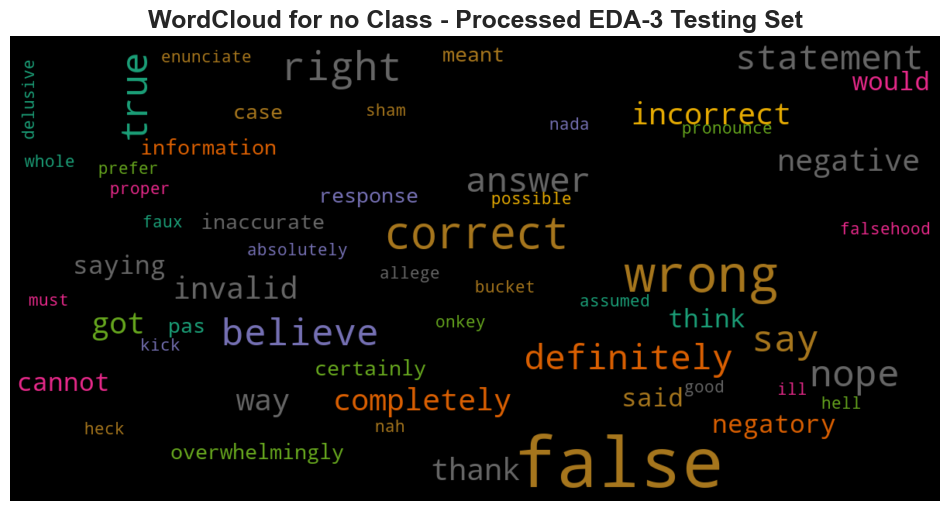 WordCloud for no Class - Processed EDA-3 Testing Set
enunciate
right
meant
statement
delusive
true
would
case
sham
incorrect
nada
pronounce
whole
information
negative
prefer
proper
answer
response
possible
faux
inaccurate
falsehood
correct
absolutely
saying
allege
wrong
invalid
bucket
must
assumed
got
pas
believe
onkey
think
say
kick
definitely
certainly
nope
cannot
good
ill
way
completely
said
hell
heck
nah
negatory
overwhelmingly
thank
false